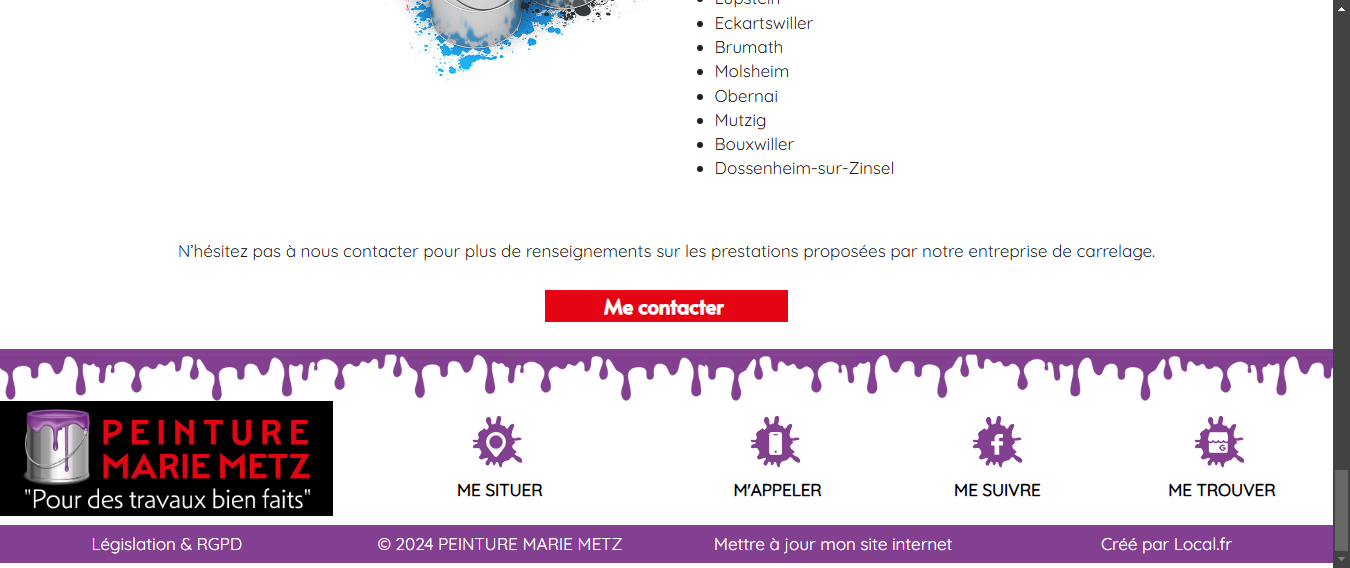 Lupstein
Eckartswiller
Brumath
Molsheim
Obernai
Mutzig
Bouxwiller
Dossenheim-sur-Zinsel
N’hésitez pas à nous contacter pour plus de renseignements sur les prestations proposées par notre entreprise de carrelage.
Me contacter
PEINTURE
MARIE METZ
"Pour des travaux bien faits"
ME SITUER
M'APPELER
ME SUIVRE
ME TROUVER
Législation & RGPD
© 2024 PEINTURE MARIE METZ
Mettre à jour mon site internet
Créé par Local.fr